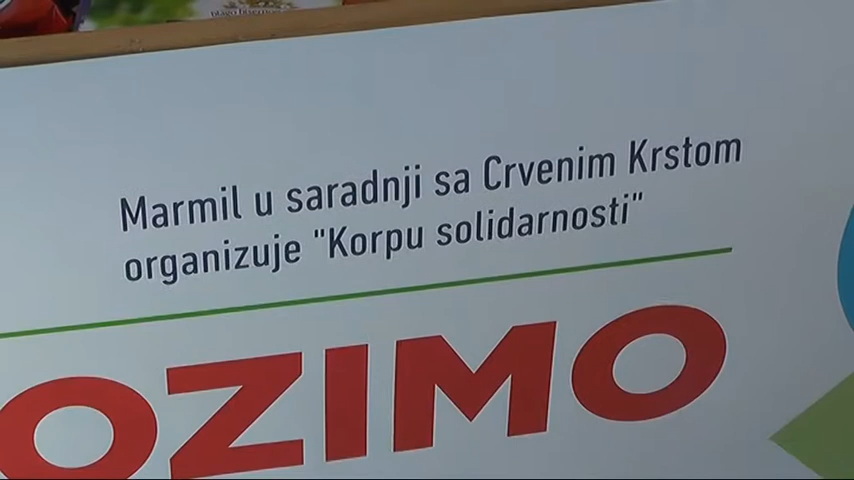 Marmil u saradnji sa Crvenim Krstom
organizuje "Korpu solidarnosti"
OZIMO